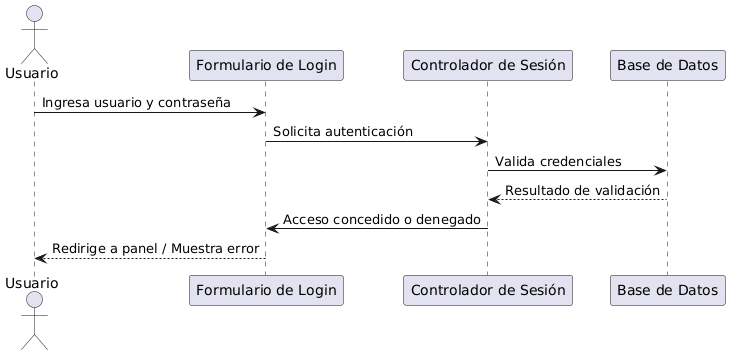 Usuario
Formulario de Login
Controlador de Sesión
Base de Datos
Ingresa usuario y contraseña
Solicita autenticación
Valida credenciales
Resultado de validación
Acceso concedido o denegado
Redirige a panel / Muestra error
Usuario
Formulario de Login
Controlador de Sesión
Base de Datos